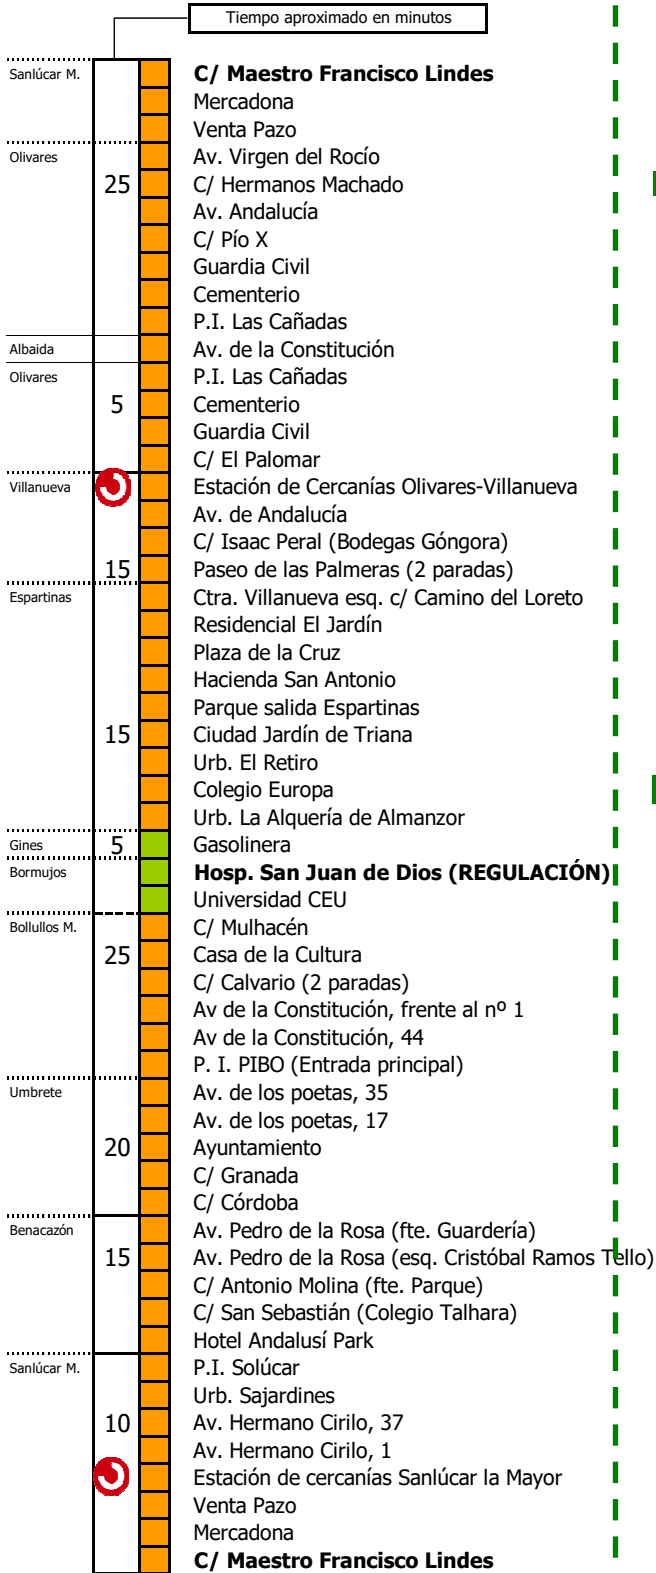 Tiempo aproximado en minutos
Sanlúcar M.
C/ Maestro Francisco Lindes
Mercadona
Venta Pazo
Olivares
Av. Virgen del Rocío
25
C/ Hermanos Machado
Av. Andalucía
C/ Pío X
Guardia Civil
Cementerio
P.I. Las Cañadas
Albaida
Av. de la Constitución
Olivares
P.I. Las Cañadas
5
Cementerio
Guardia Civil
C/ El Palomar
Villanueva
Estación de Cercanías Olivares-Villanueva
Av. de Andalucía
C/ Isaac Peral (Bodegas Góngora)
15
Paseo de las Palmeras (2 paradas)
Espartinas
Ctra. Villanueva esq. c/ Camino del Loreto
Residencial El Jardín
Plaza de la Cruz
Hacienda San Antonio
Parque salida Espartinas
15
Ciudad Jardín de Triana
Urb. El Retiro
Colegio Europa
Urb. La Alquería de Almanzor
Gines
5
Gasolinera
Bormujos
Hosp. San Juan de Dios (REGULACIÓN)
Universidad CEU
Bollullos M.
C/ Mulhacén
25
Casa de la Cultura
C/ Calvario (2 paradas)
Av de la Constitución, frente al nº 1
Av de la Constitución, 44
P. I. PIBO (Entrada principal)
Umbrete
Av. de los poetas, 35
Av. de los poetas, 17
20
Ayuntamiento
C/ Granada
C/ Córdoba
Benacazón
Av. Pedro de la Rosa (fte. Guardería)
15
Av. Pedro de la Rosa (esq. Cristóbal Ramos Tello)
C/ Antonio Molina (fte. Parque)
C/ San Sebastián (Colegio Talhara)
Hotel Andalusí Park
Sanlúcar M.
P.I. Solúcar
Urb. Sajardines
10
Av. Hermano Cirilo, 37
Av. Hermano Cirilo, 1
Estación de cercanías Sanlúcar la Mayor
Venta Pazo
Mercadona
C/ Maestro Francisco Lindes